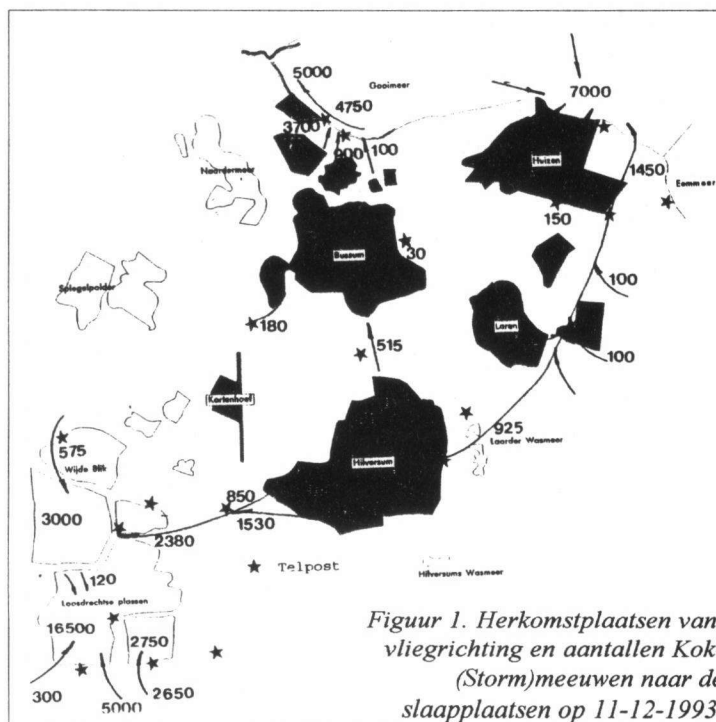 5000
Gooimeer
7000
4750
3700
900
100
Naardermeer
Huizen
1450
Eemmeer
150
Bussum
30
Spiegelpolder
100
180
515
Laren
100
Kortenhoef
925
Laarder Wasmeer
575
Wijde Blik
Hilversum
850
3000
1530
2380
Telpost
Hilversums Wasmeer
120
Loosdrechtse plassen
16500
2750
300
5000
2650
Figuur 1. Herkomstplaatsen van,
vliegrichting en aantallen Kok-
(Storm)meeuwen naar de
slaapplaatsen op 11-12-1993.